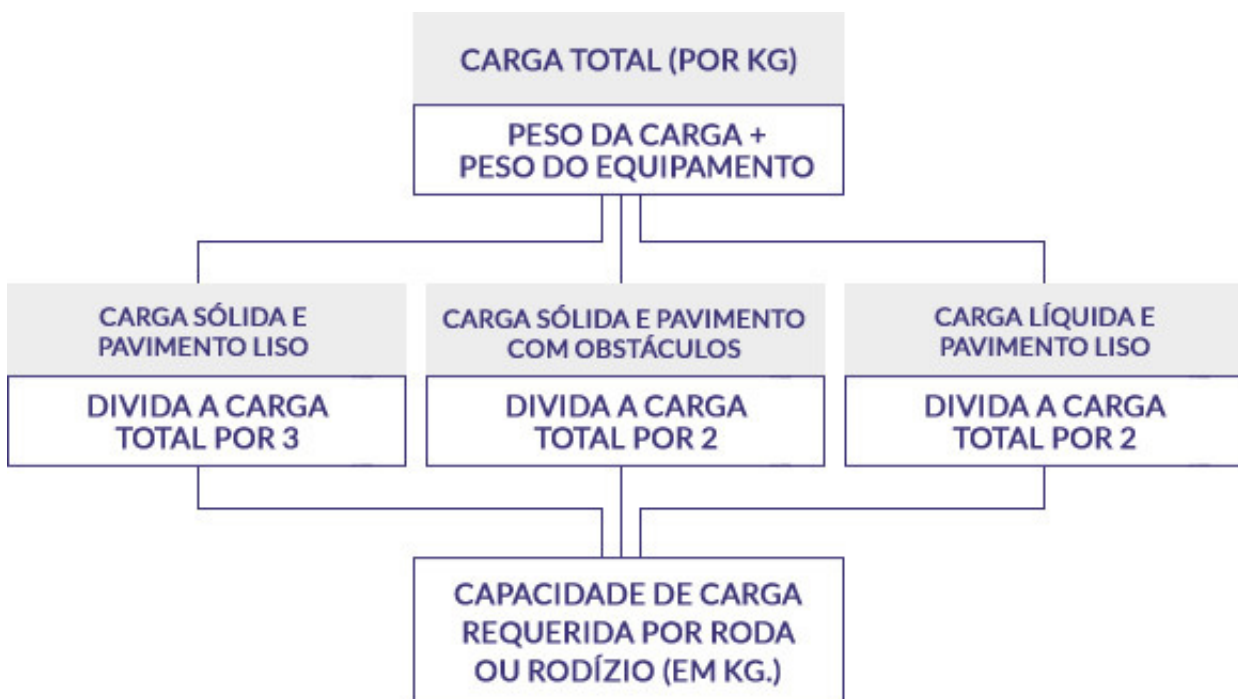 CARGA TOTAL (POR KG)
PESO DA CARGA +
PESO DO EQUIPAMENTO
CARGA SÓLIDA E
PAVIMENTO LISO
DIVIDA A CARGA
TOTAL POR 3
CARGA SÓLIDA E PAVIMENTO
COM OBSTÁCULOS
DIVIDA A CARGA
TOTAL POR 2
CARGA LÍQUIDA E
PAVIMENTO LISO
DIVIDA A CARGA
TOTAL POR 2
CAPACIDADE DE CARGA
REQUERIDA POR RODA
OU RODÍZIO (EM KG.)